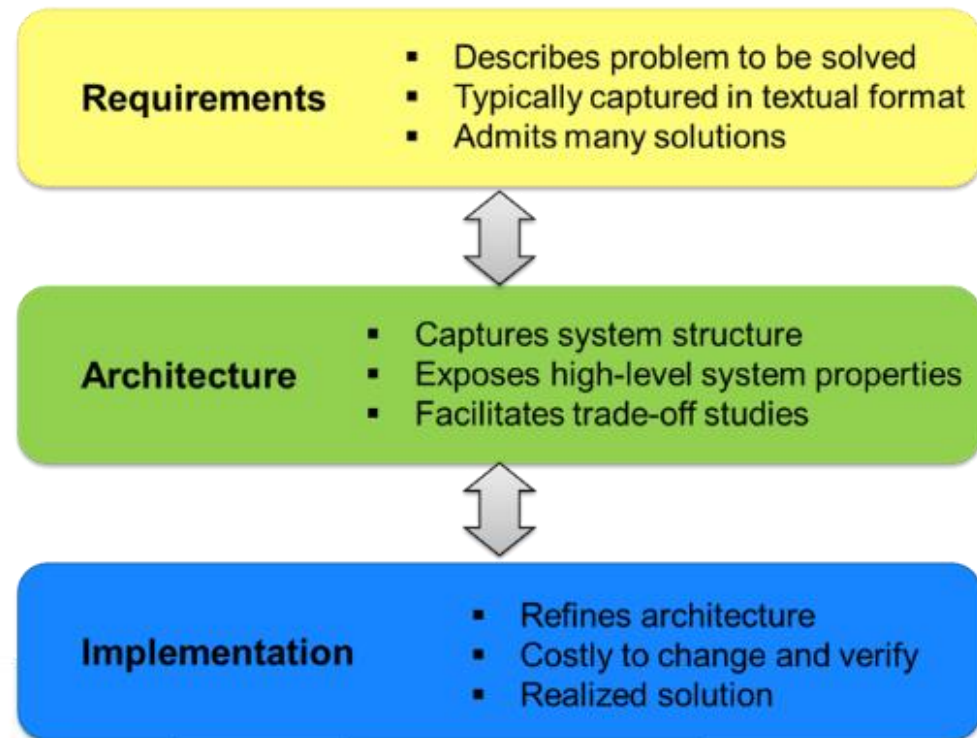 Requirements
▪ Describes problem to be solved
▪ Typically captured in textual format
▪ Admits many solutions
Architecture
▪ Captures system structure
▪ Exposes high-level system properties
▪ Facilitates trade-off studies
Implementation
▪ Refines architecture
▪ Costly to change and verify
▪ Realized solution